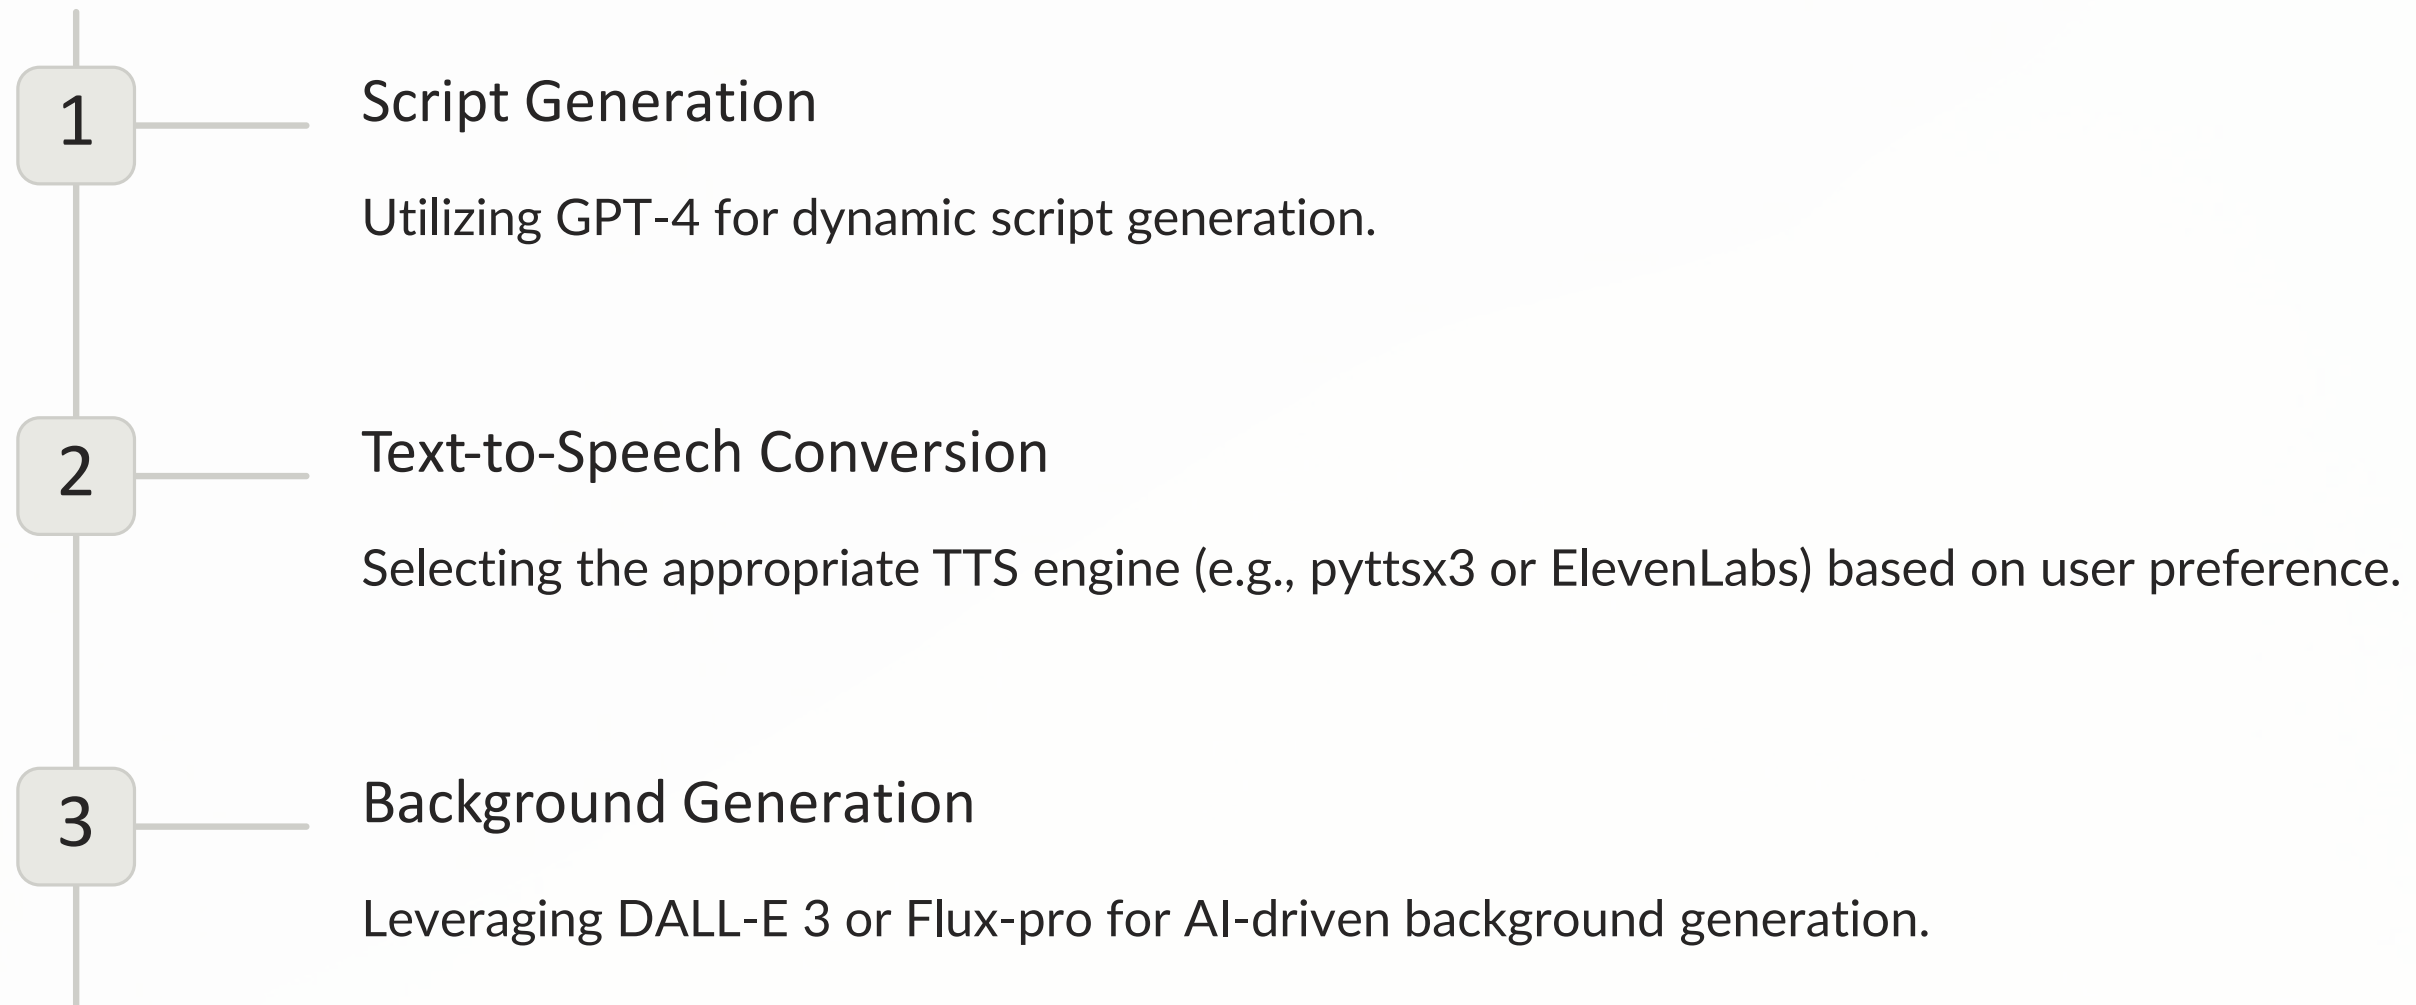 1
Script Generation
Utilizing GPT-4 for dynamic script generation.
2
Text-to-Speech Conversion
Selecting the appropriate TTS engine (e.g., pyttsx3 or ElevenLabs) based on user preference.
3
Background Generation
Leveraging DALL-E 3 or Flux-pro for AI-driven background generation.